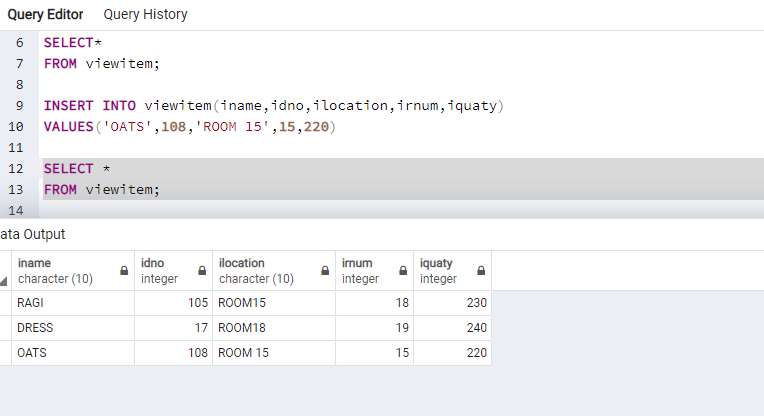 Query Editor Query History
6 SELECT*
7 FROM viewitem;
8
9 INSERT INTO viewitem(iname,idno,ilocation,irnum,iquaty)
10 VALUES('OATS',108,'ROOM 15',15,220)
11
12 SELECT *
13 FROM viewitem;
14
ata Output
iname idno ilocation irnum iquaty
character (10) integer character (10) integer integer
RAGI 105 ROOM15 18 230
DRESS 17 ROOM18 19 240
OATS 108 ROOM 15 15 220